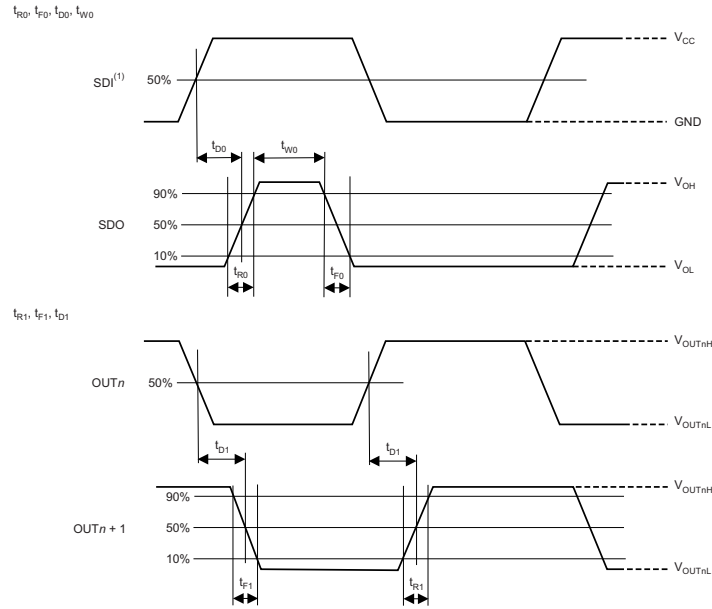 tR0, tF0, tD0, tW0
VCC
SDI(1)
50%
GND
tD0
tW0
VOH
90%
SDO
50%
10%
VOL
tR0
tF0
tR1, tF1, tD1
VOUTnH
OUTn
50%
VOUTnL
tD1
tD1
VOUTnH
90%
OUTn + 1
50%
10%
VOUTnL
tF1
tR1